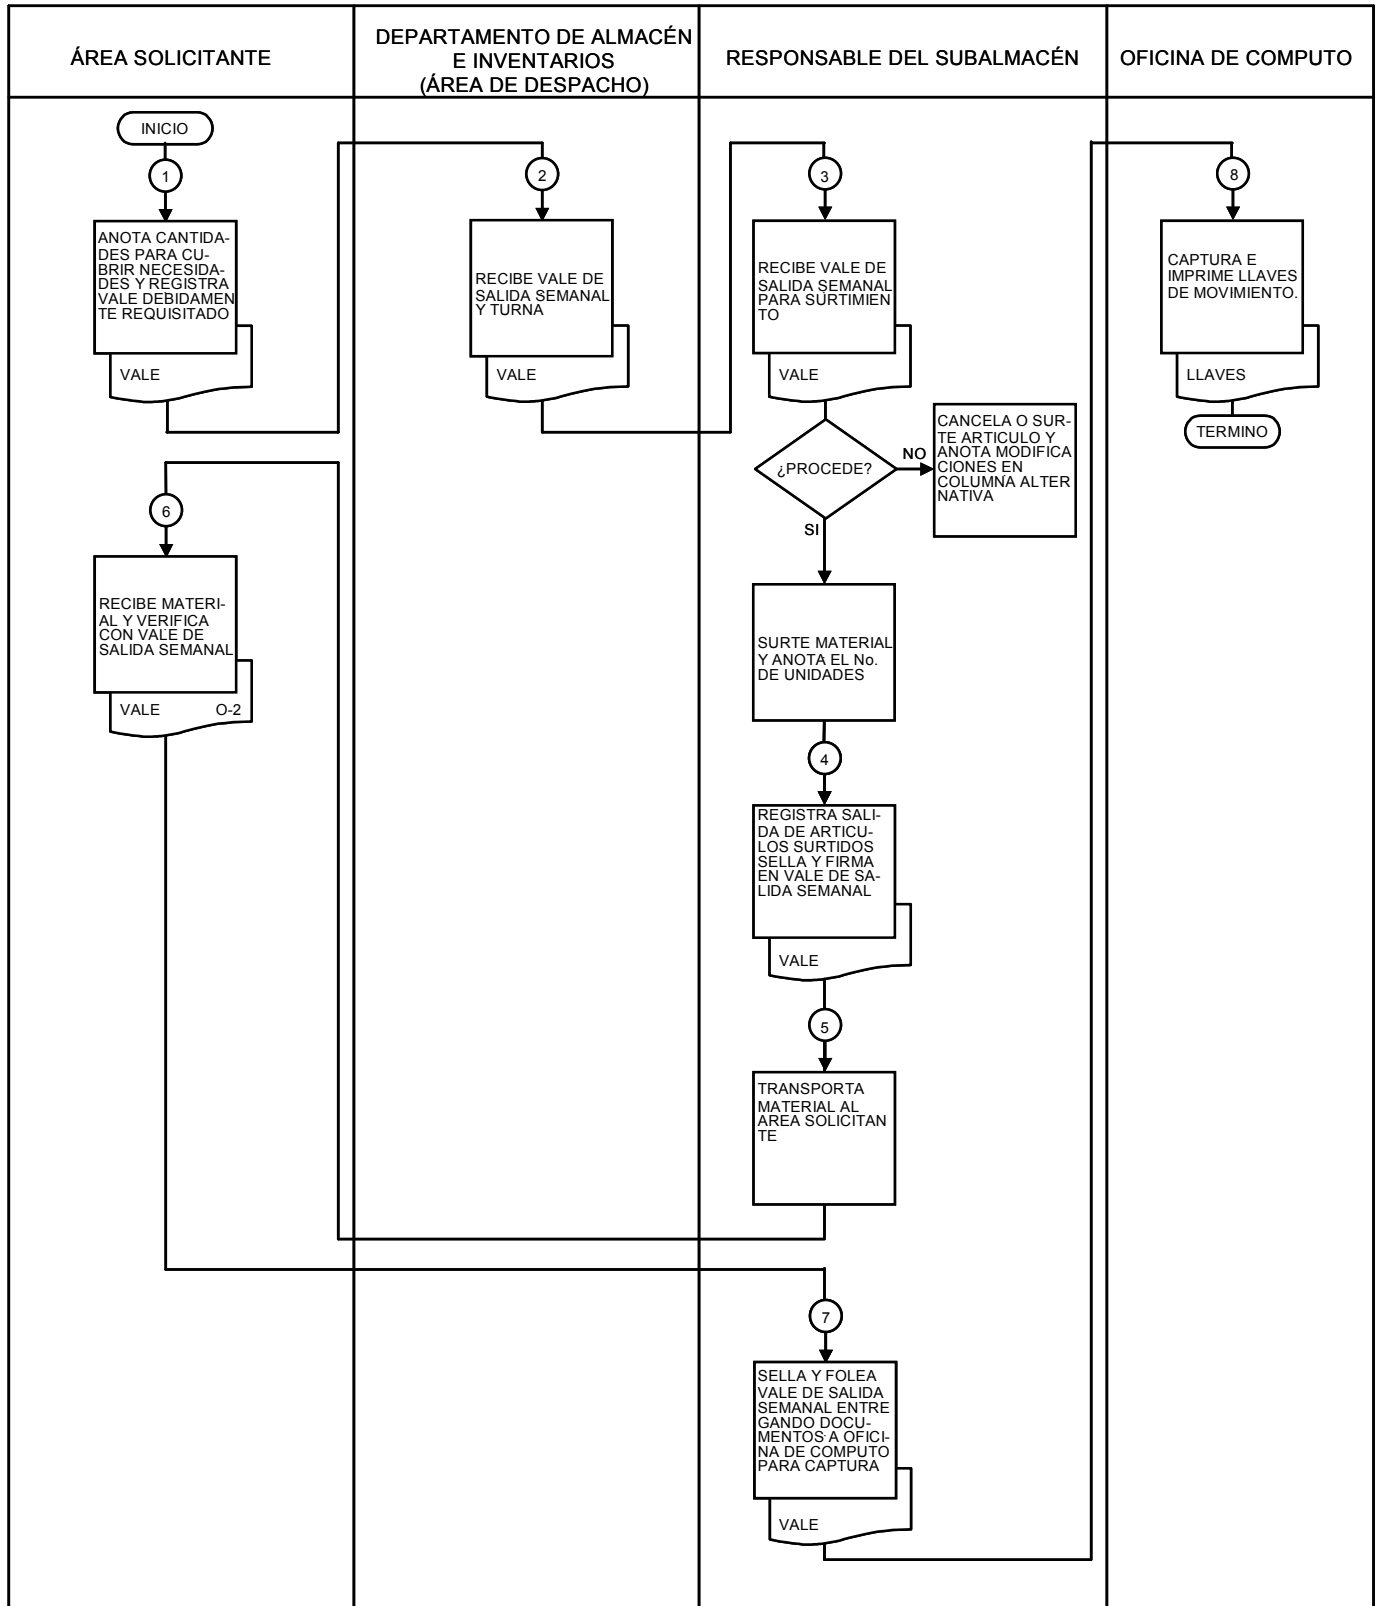 ÁREA SOLICITANTE
DEPARTAMENTO DE ALMACÉN
E INVENTARIOS
(ÁREA DE DESPACHO)
RESPONSABLE DEL SUBALMACÉN
OFICINA DE COMPUTO
INICIO
1
ANOTA CANTIDA-
DES PARA CU-
BRIR NECESIDA-
DES Y REGISTRA
VALE DEBIDAMEN
TE REQUISITADO
VALE
2
RECIBE VALE DE
SALIDA SEMANAL
Y TURNA
VALE
3
RECIBE VALE DE
SALIDA SEMANAL
PARA SURTIMIEN
TO
VALE
¿PROCEDE?
NO
CANCELA O SUR-
TE ARTICULO Y
ANOTA MODIFICA
CIONES EN
COLUMNA ALTER
NATIVA
SI
SURTE MATERIAL
Y ANOTA EL No.
DE UNIDADES
4
REGISTRA SALI-
DA DE ARTICU-
LOS SURTIDOS
SELLA Y FIRMA
EN VALE DE SA-
LIDA SEMANAL
VALE
5
TRANSPORTA
MATERIAL AL
AREA SOLICITAN
TE
6
RECIBE MATERI-
AL Y VERIFICA
CON VALE DE
SALIDA SEMANAL
VALE O-2
7
SELLA Y FOLEA
VALE DE SALIDA
SEMANAL ENTRE
GANDO DOCU-
MENTOS A OFICI-
NA DE COMPUTO
PARA CAPTURA
VALE
8
CAPTURA E
IMPRIME LLAVES
DE MOVIMIENTO.
LLAVES
TERMINO